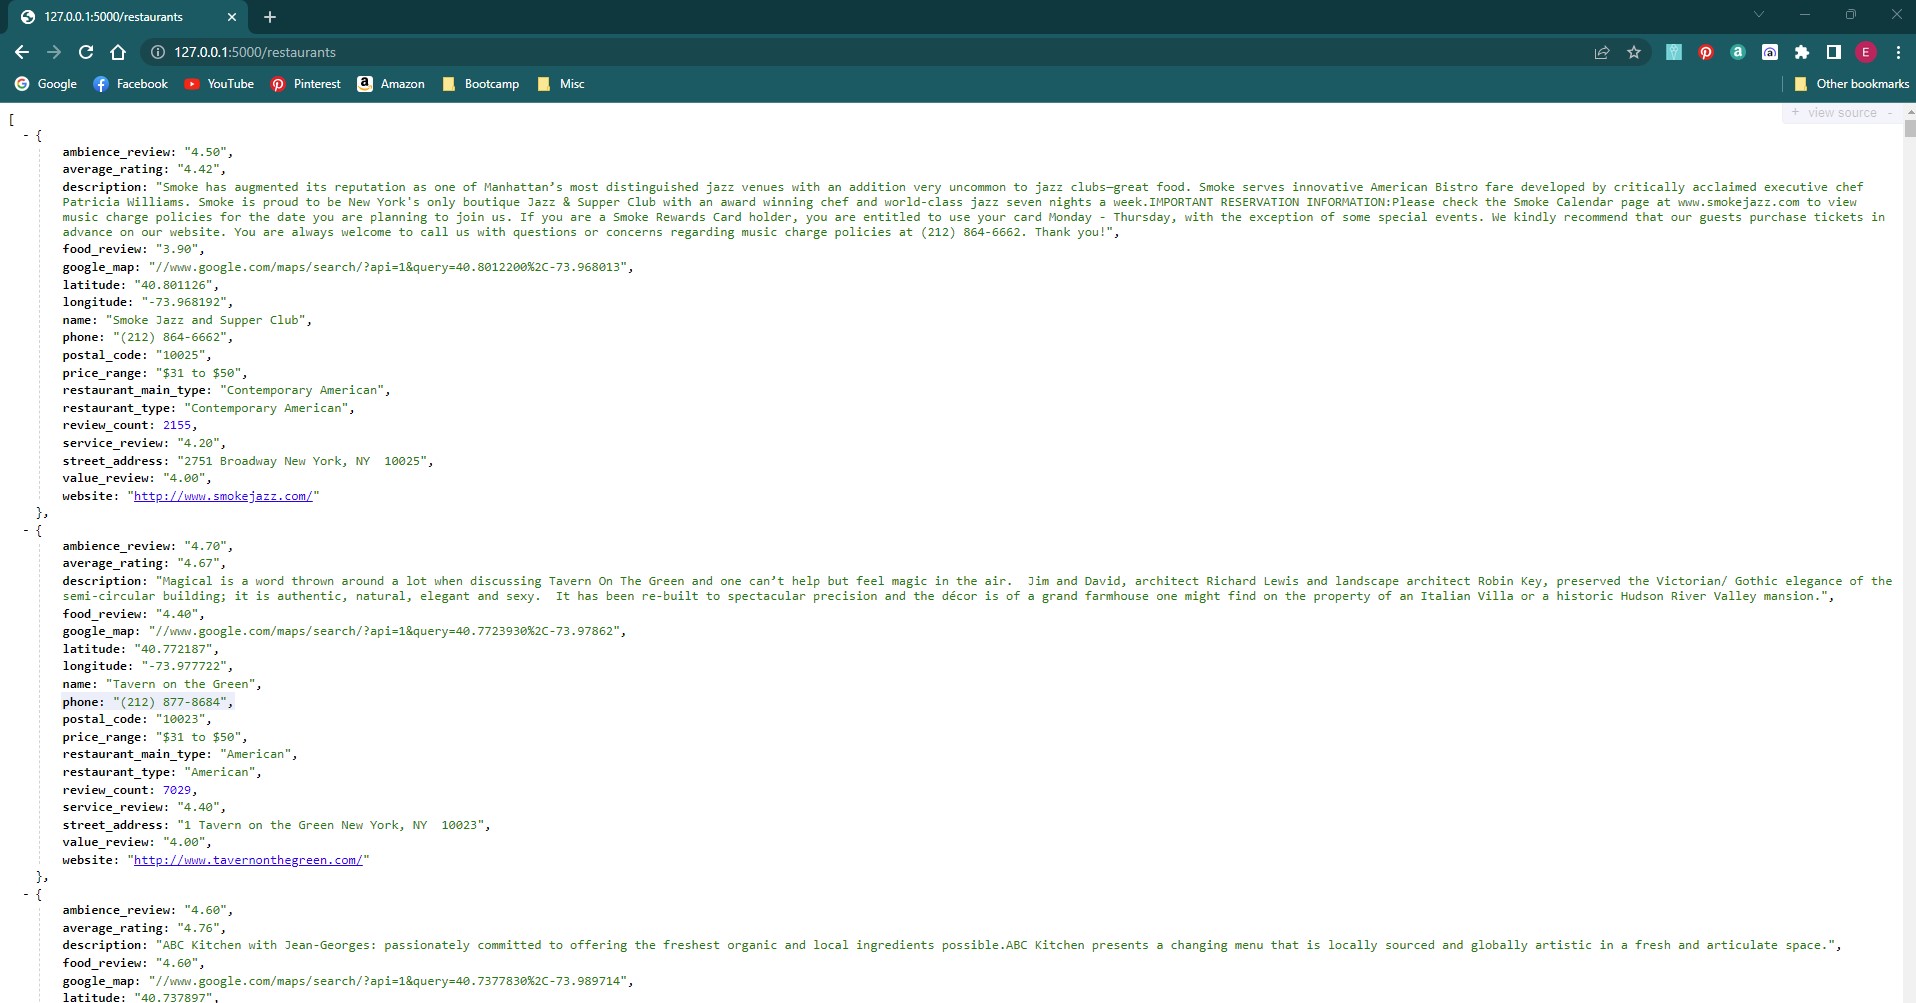 127.0.0.1:5000/restaurants
127.0.0.1:5000/restaurants
E
Google Facebook YouTube Pinterest Amazon Bootcamp Misc Other bookmarks
+ view source -
[
- {
ambience_review: "4.50",
average_rating: "4.42",
description: "Smoke has augmented its reputation as one of Manhattan’s most distinguished jazz venues with an addition very uncommon to jazz clubs—great food. Smoke serves innovative American Bistro fare developed by critically acclaimed executive chef
Patricia Williams. Smoke is proud to be New York's only boutique Jazz & Supper Club with an award winning chef and world-class jazz seven nights a week.IMPORTANT RESERVATION INFORMATION:Please check the Smoke Calendar page at www.smokejazz.com to view
music charge policies for the date you are planning to join us. If you are a Smoke Rewards Card holder, you are entitled to use your card Monday - Thursday, with the exception of some special events. We kindly recommend that our guests purchase tickets in
advance on our website. You are always welcome to call us with questions or concerns regarding music charge policies at (212) 864-6662. Thank you!",
food_review: "3.90",
google_map: "//www.google.com/maps/search/?api=1&query=40.8012200%2C-73.968013",
latitude: "40.801126",
longitude: "-73.968192",
name: "Smoke Jazz and Supper Club",
phone: "(212) 864-6662",
postal_code: "10025",
price_range: "$31 to $50",
restaurant_main_type: "Contemporary American",
restaurant_type: "Contemporary American",
review_count: 2155,
service_review: "4.20",
street_address: "2751 Broadway New York, NY  10025",
value_review: "4.00",
website: "http://www.smokejazz.com/"
},
- {
ambience_review: "4.70",
average_rating: "4.67",
description: "Magical is a word thrown around a lot when discussing Tavern On The Green and one can’t help but feel magic in the air.  Jim and David, architect Richard Lewis and landscape architect Robin Key, preserved the Victorian/ Gothic elegance of the
semi-circular building; it is authentic, natural, elegant and sexy.  It has been re-built to spectacular precision and the décor is of a grand farmhouse one might find on the property of an Italian Villa or a historic Hudson River Valley mansion.",
food_review: "4.40",
google_map: "//www.google.com/maps/search/?api=1&query=40.7723930%2C-73.97862",
latitude: "40.772187",
longitude: "-73.977722",
name: "Tavern on the Green",
phone: "(212) 877-8684",
postal_code: "10023",
price_range: "$31 to $50",
restaurant_main_type: "American",
restaurant_type: "American",
review_count: 7029,
service_review: "4.40",
street_address: "1 Tavern on the Green New York, NY  10023",
value_review: "4.00",
website: "http://www.tavernonthegreen.com/"
},
- {
ambience_review: "4.60",
average_rating: "4.76",
description: "ABC Kitchen with Jean-Georges: passionately committed to offering the freshest organic and local ingredients possible.ABC Kitchen presents a changing menu that is locally sourced and globally artistic in a fresh and articulate space.",
food_review: "4.60",
google_map: "//www.google.com/maps/search/?api=1&query=40.7377830%2C-73.989714",
latitude: "40.737897",